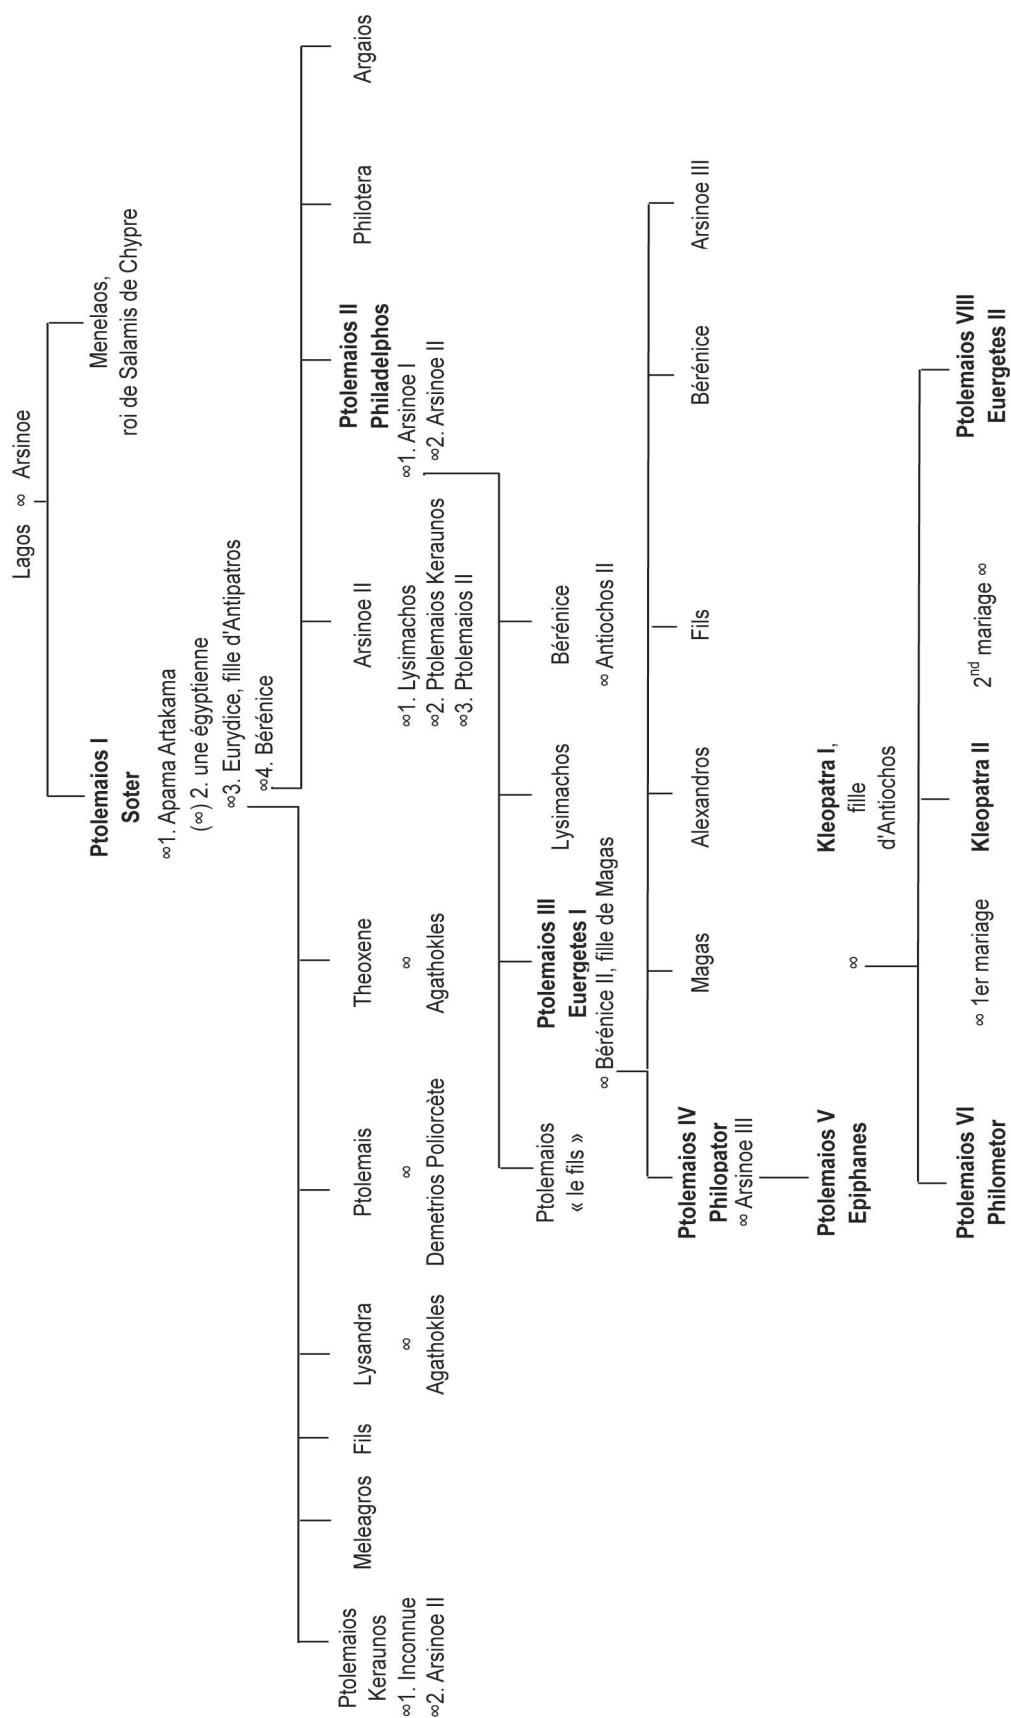 Lagos ∞ Arsinoe
Ptolemaios I
Soter
∞1. Apama Artakama
(∞) 2. une égyptienne
∞3. Eurydice, fille d'Antipatros
∞4. Bérénice
Menelaos,
roi de Salamis de Chypre
Ptolemaios
Keraunos
∞1. Inconnue
∞2. Arsinoe II
Meleagros
Fils
Lysandra
∞
Agathokles
Ptolemais
∞
Demetrios Poliorcète
Theoxene
∞
Agathokles
Arsinoe II
∞1. Lysimachos
∞2. Ptolemaios Keraunos
∞3. Ptolemaios II
Ptolemaios II
Philadelphos
∞1. Arsinoe I
∞2. Arsinoe II
Philotera
Argaios
Ptolemaios
« le fils »
Ptolemaios III
Euergetes I
∞ Bérénice II, fille de Magas
Lysimachos
Bérénice
∞ Antiochos II
Ptolemaios IV
Philopator
∞ Arsinoe III
Magas
Alexandros
Fils
Bérénice
Arsinoe III
Ptolemaios V
Epiphanes
∞
Kleopatra I,
fille
d'Antiochos
Ptolemaios VI
Philometor
∞ 1er mariage
Kleopatra II
2nd mariage ∞
Ptolemaios VIII
Euergetes II